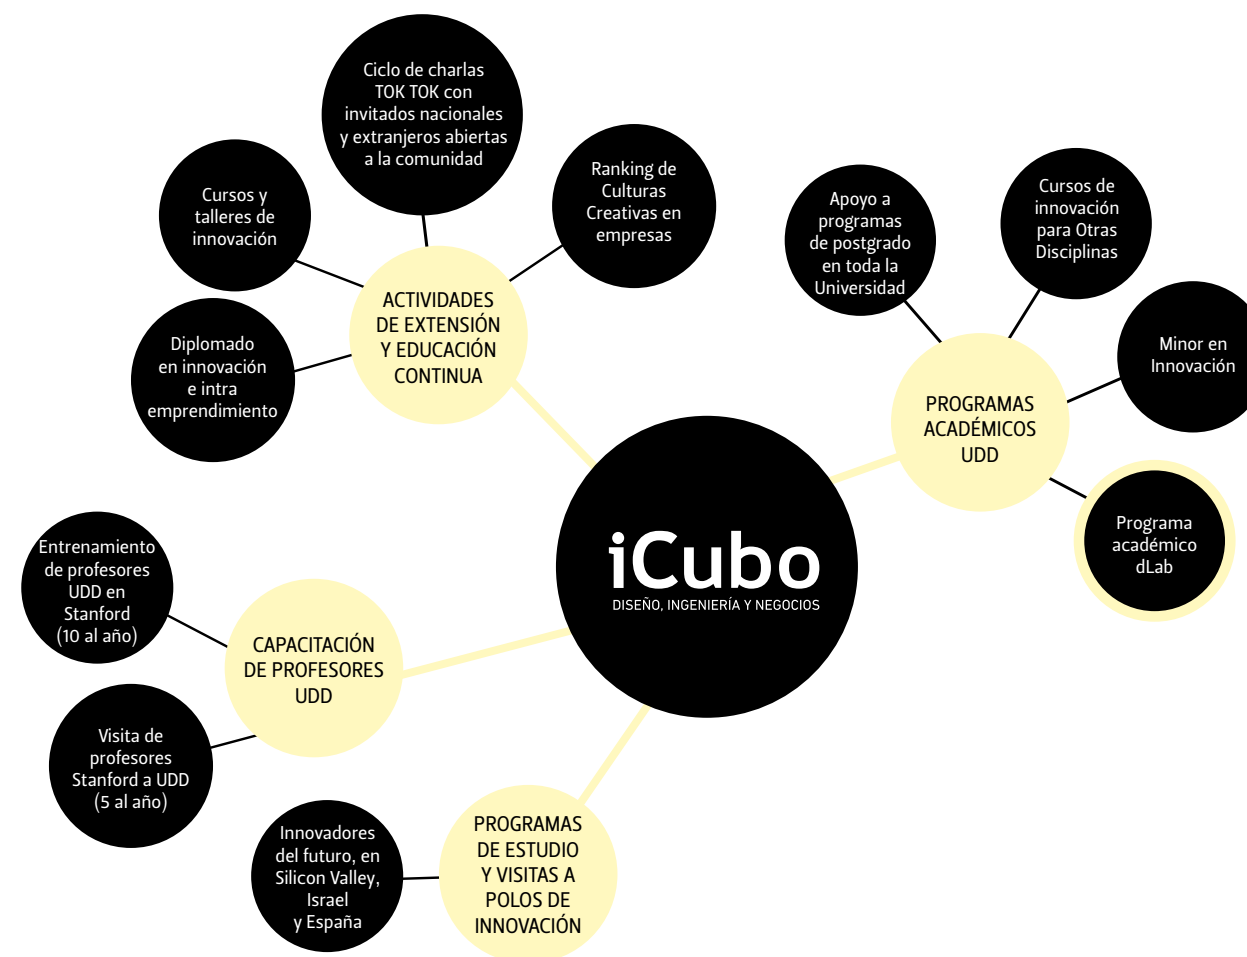 Ciclo de charlas
TOK TOK con
invitados nacionales
y extranjeros abiertas
a la comunidad
Cursos y
talleres de
innovación
Ranking de
Culturas
Creativas en
empresas
Diplomado
en innovación
e intra
emprendimiento
ACTIVIDADES
DE EXTENSIÓN
Y EDUCACIÓN
CONTINUA
Apoyo a
programas
de postgrado
en toda la
Universidad
Cursos de
innovación
para Otras
Disciplinas
Minor en
Innovación
PROGRAMAS
ACADÉMICOS
UDD
Programa
académico
dLab
iCubo
DISEÑO, INGENIERÍA Y NEGOCIOS
Entrenamiento
de profesores
UDD en
Stanford
(10 al año)
CAPACITACIÓN
DE PROFESORES
UDD
Visita de
profesores
Stanford a UDD
(5 al año)
Innovadores
del futuro, en
Silicon Valley,
Israel
y España
PROGRAMAS
DE ESTUDIO
Y VISITAS A
POLOS DE
INNOVACIÓN